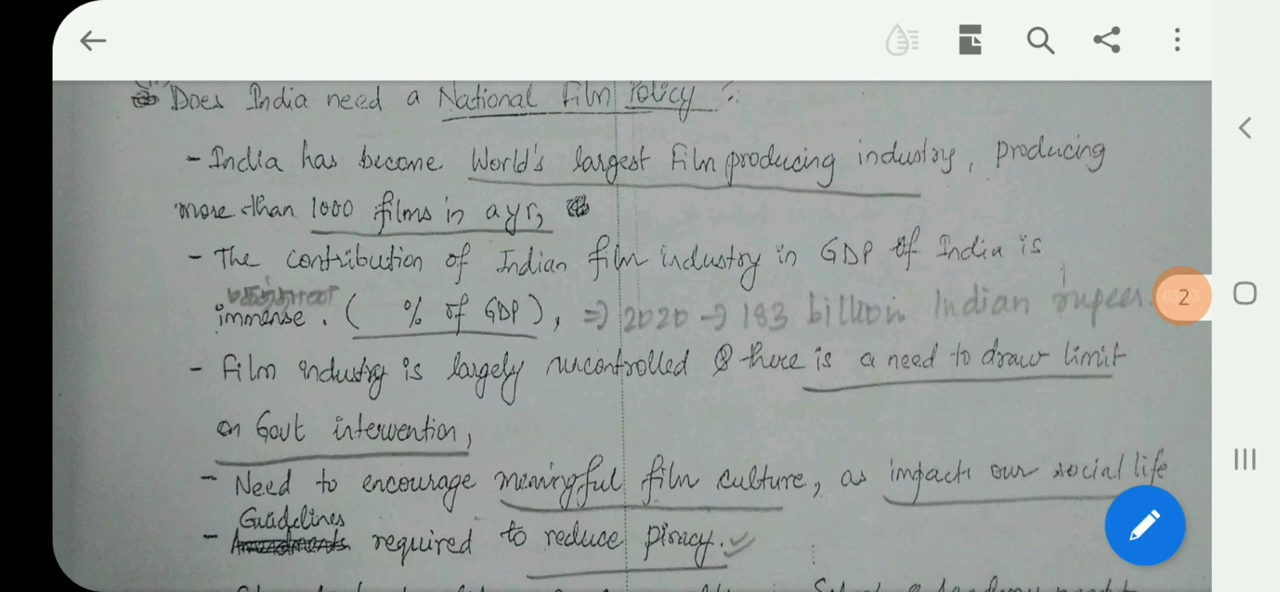 Does India need a National Film Policy ?:
- India has become World's largest Film producing industry, producing
more than 1000 films in a yr,
- The contribution of Indian film industry in GDP of India is
immense. ( % of GDP), => 2020 → 183 billion Indian rupees.
2
- Film industry is largely uncontrolled & there is a need to draw limit
on Govt intervention,
- Need to encourage meaningful film culture, as impacts our social life
Guidelines
- required to reduce piracy.